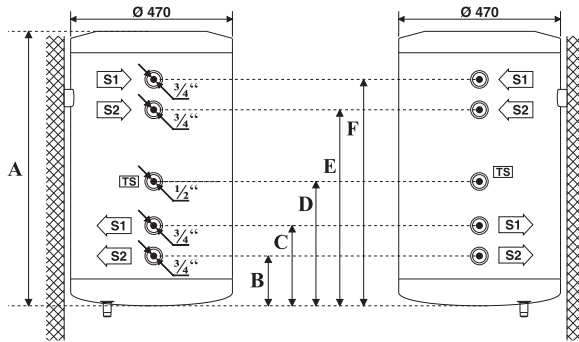 Ø 470
Ø 470
S1
3/4“
S1
S2
3/4“
F
S2
E
A
TS
1/2“
D
TS
S1
3/4“
C
S1
S2
3/4“
B
S2